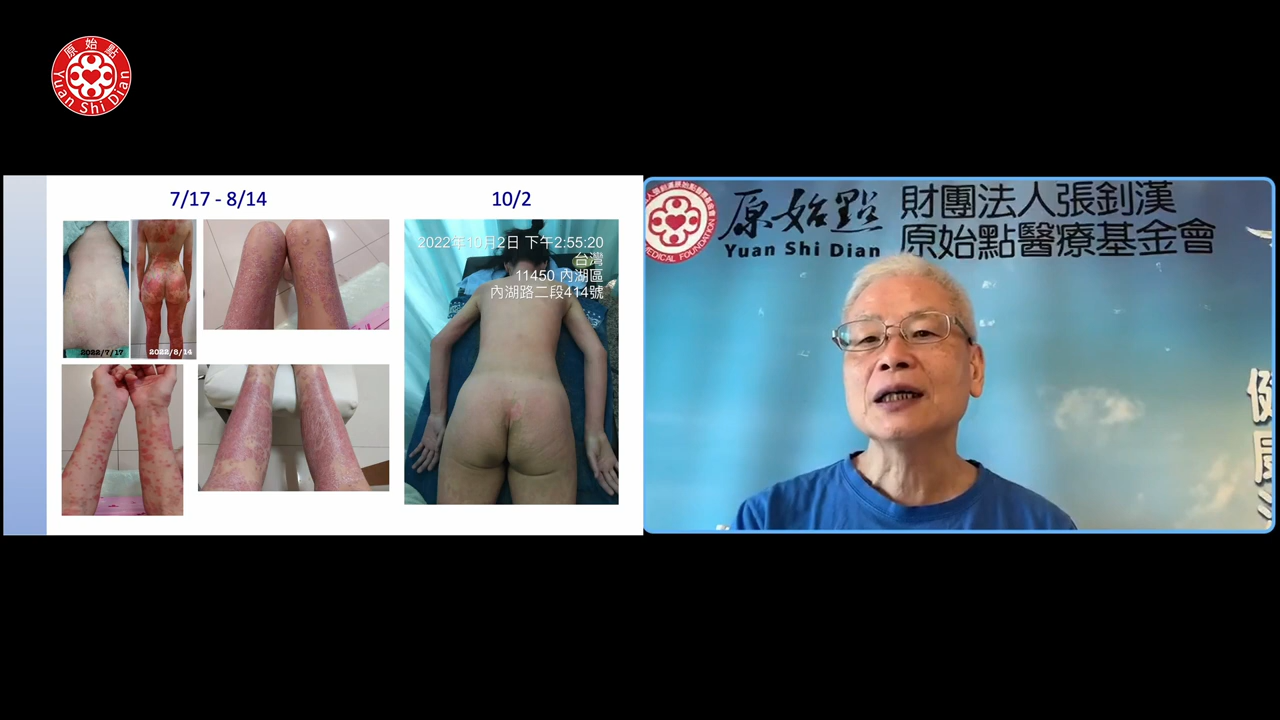 原始點
Yuan Shi Dian
7/17 - 8/14
10/2
2022/7/17
2022/8/14
2022年10月2日 下午2:55:20
台灣
11450 內湖區
內湖路二段414號
原始點
Yuan Shi Dian
財團法人張釗漢
原始點醫療基金會